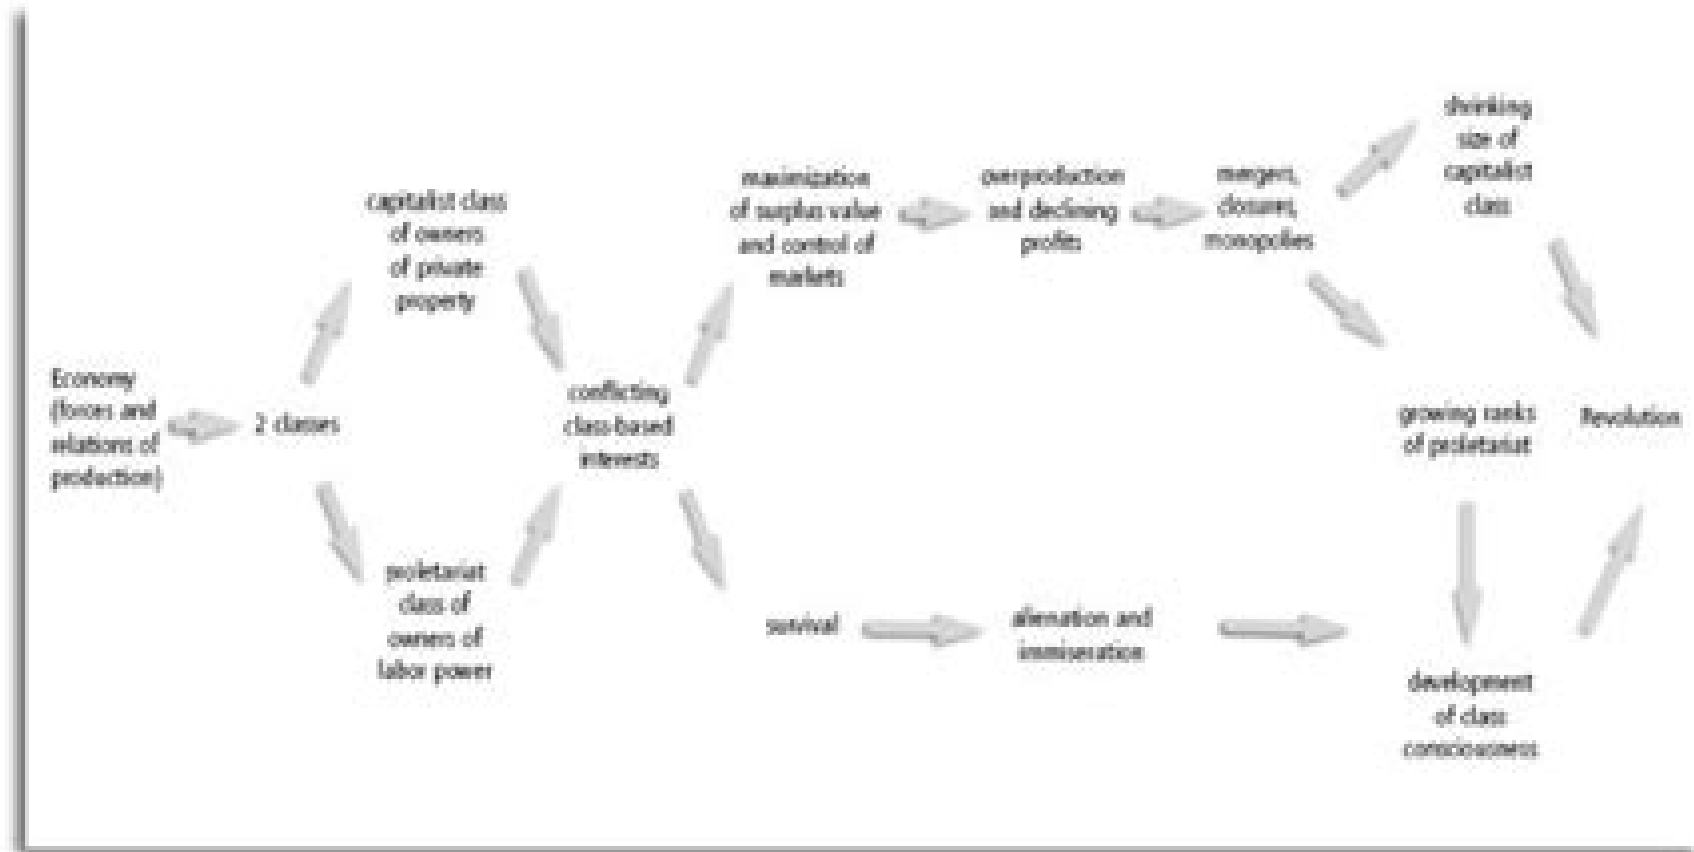 Economy
(forces and
relations of
production)
2 classes
capitalist class
of owners
of private
property
proletariat
class of
owners of
labor power
conflicting
class-based
interests
maximization
of surplus value
and control of
markets
overproduction
and declining
profits
mergers,
closures,
monopolies
shrinking
size of
capitalist
class
survival
alienation and
immiseration
growing ranks
of proletariat
development
of class
consciousness
Revolution